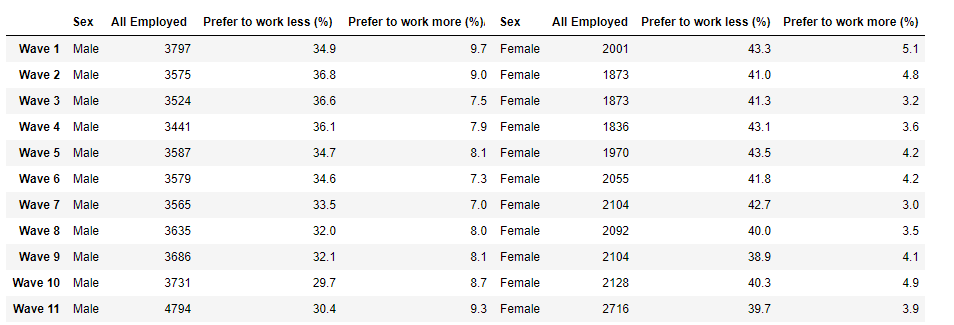 Sex All Employed Prefer to work less (%) Prefer to work more (%) Sex All Employed Prefer to work less (%) Prefer to work more (%)
Wave 1 Male 3797 34.9 9.7 Female 2001 43.3 5.1
Wave 2 Male 3575 36.8 9.0 Female 1873 41.0 4.8
Wave 3 Male 3524 36.6 7.5 Female 1873 41.3 3.2
Wave 4 Male 3441 36.1 7.9 Female 1836 43.1 3.6
Wave 5 Male 3587 34.7 8.1 Female 1970 43.5 4.2
Wave 6 Male 3579 34.6 7.3 Female 2055 41.8 4.2
Wave 7 Male 3565 33.5 7.0 Female 2104 42.7 3.0
Wave 8 Male 3635 32.0 8.0 Female 2092 40.0 3.5
Wave 9 Male 3686 32.1 8.1 Female 2104 38.9 4.1
Wave 10 Male 3731 29.7 8.7 Female 2128 40.3 4.9
Wave 11 Male 4794 30.4 9.3 Female 2716 39.7 3.9